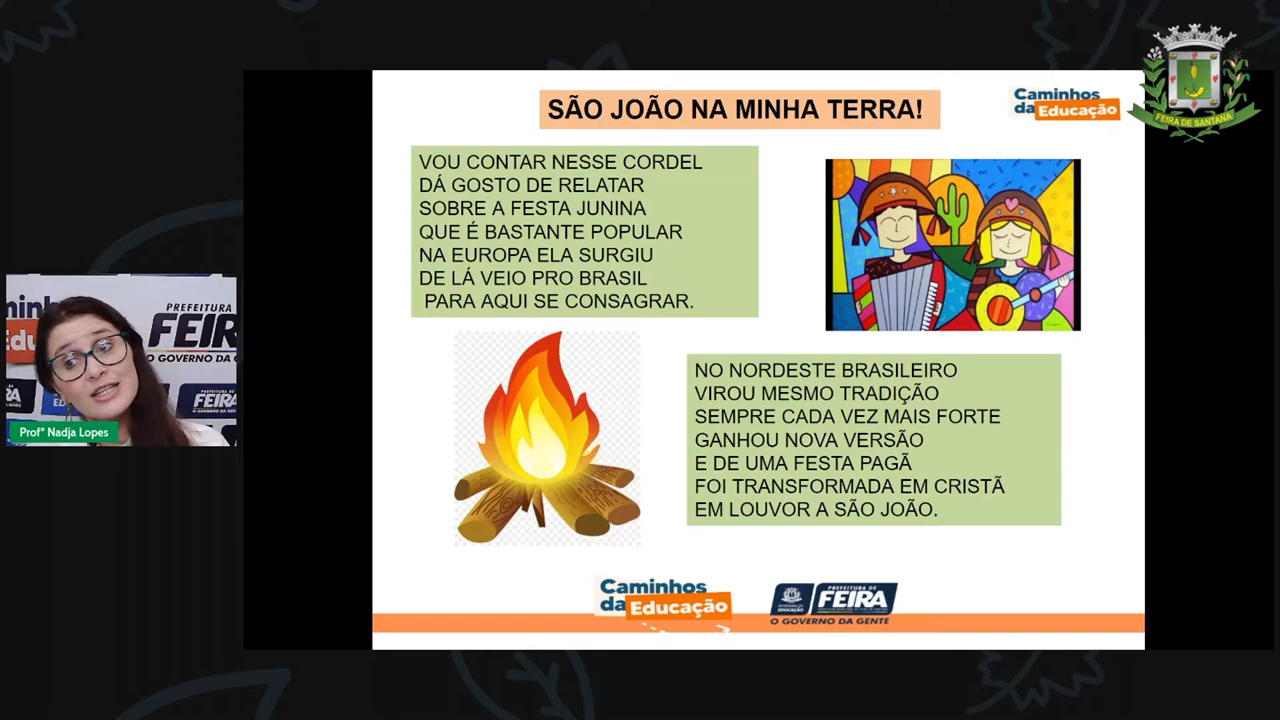 SÃO JOÃO NA MINHA TERRA!
Caminhos
da Educação
FEIRA DE SANTANA
VOU CONTAR NESSE CORDEL
DÁ GOSTO DE RELATAR
SOBRE A FESTA JUNINA
QUE É BASTANTE POPULAR
NA EUROPA ELA SURGIU
DE LÁ VEIO PRO BRASIL
PARA AQUI SE CONSAGRAR.
NO NORDESTE BRASILEIRO
VIROU MESMO TRADIÇÃO
SEMPRE CADA VEZ MAIS FORTE
GANHOU NOVA VERSÃO
E DE UMA FESTA PAGÃ
FOI TRANSFORMADA EM CRISTÃ
EM LOUVOR A SÃO JOÃO.
PREFEITURA
FEIR
O GOVERNO DA G
Profª Nadja Lopes
Caminhos
da Educação
PREFEITURA DE
FEIRA
O GOVERNO DA GENTE